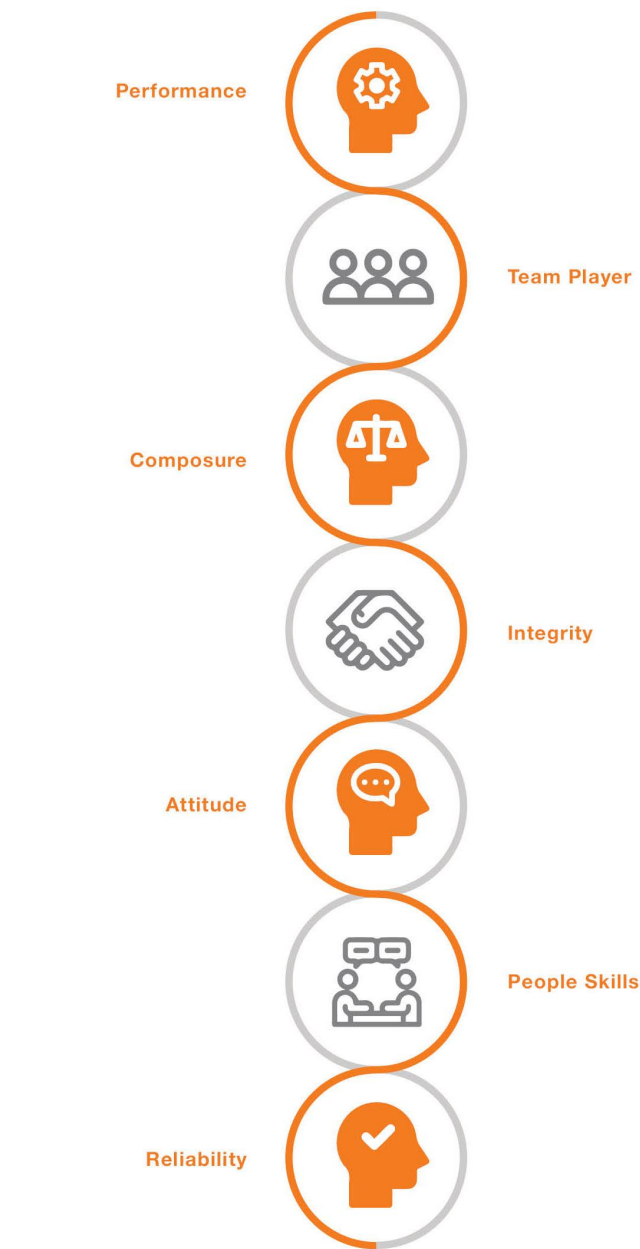 Performance
Team Player
Composure
Integrity
Attitude
People Skills
Reliability